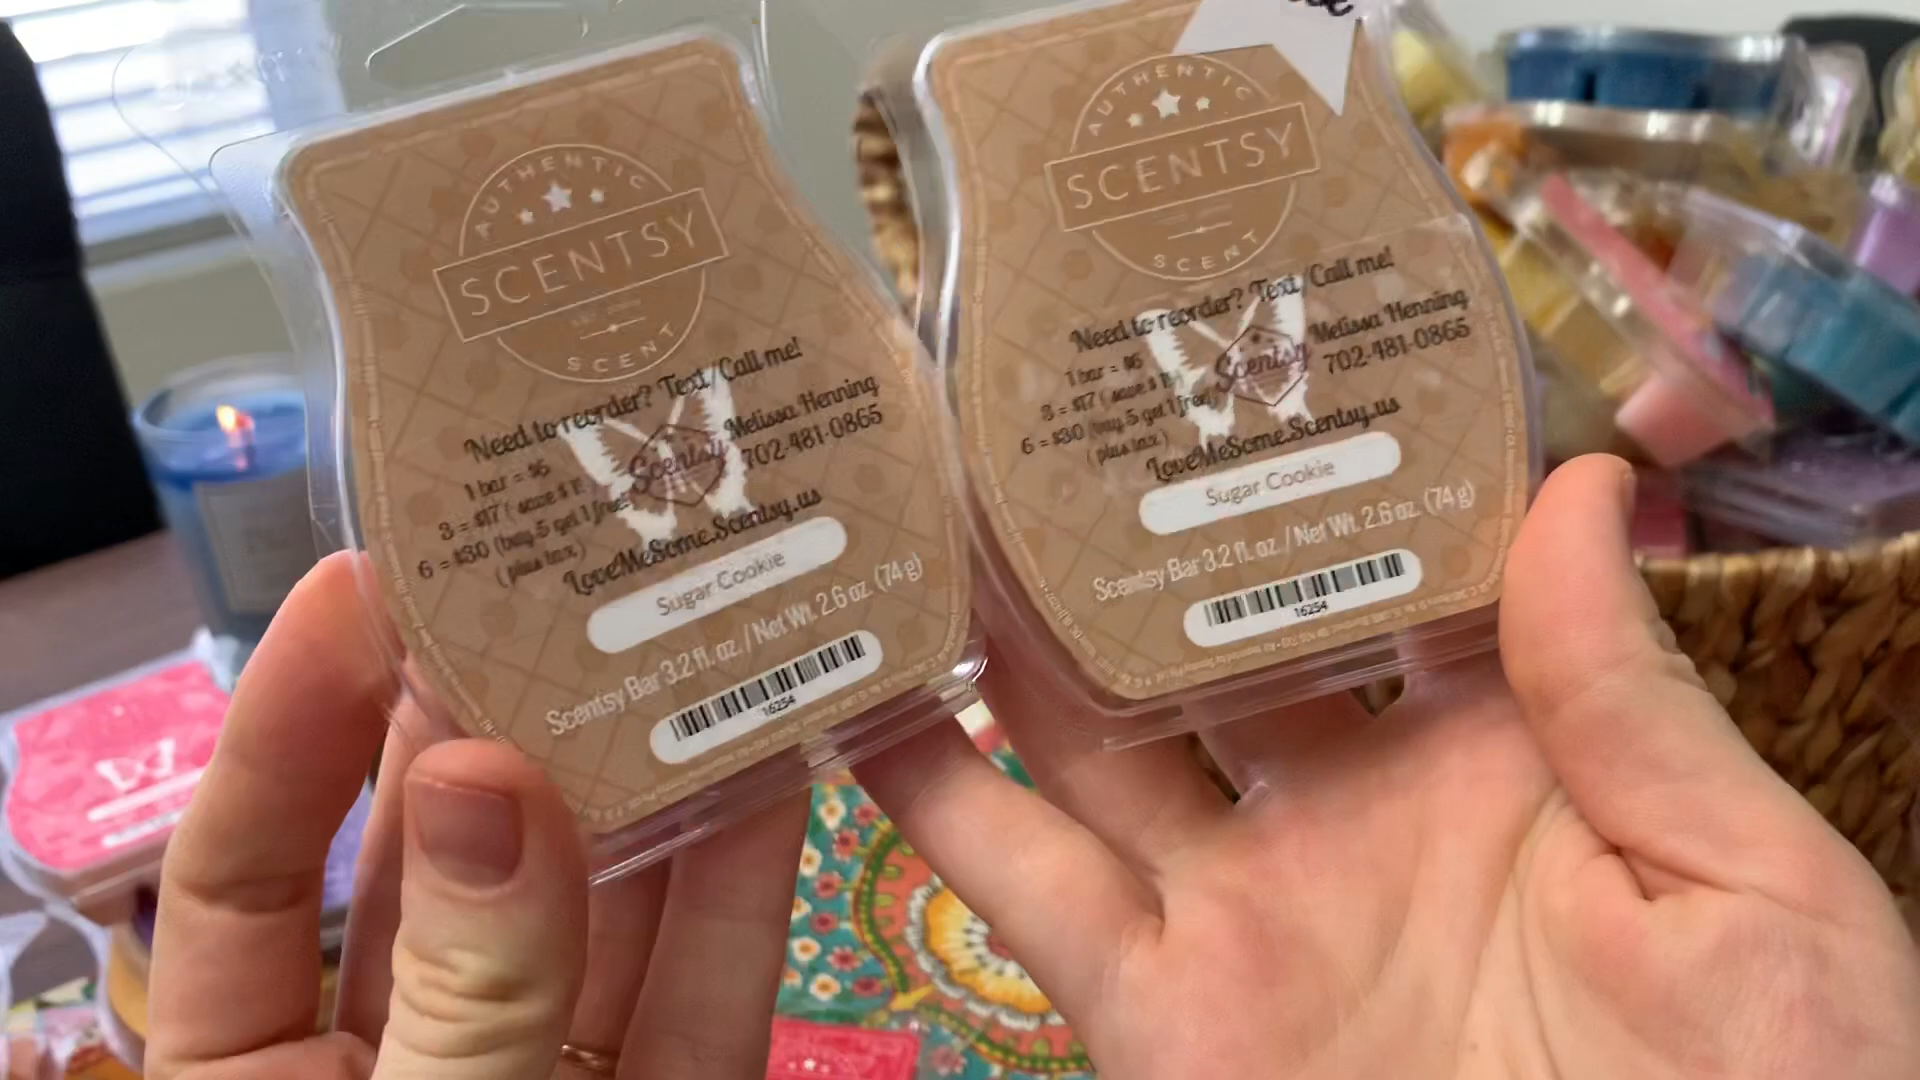 AUTHENTIC
SCENTSY
SCENT
Need to reorder? Text/Call me!
1 bar = $6
Melissa Henning
3 = $17 ( save $
702-481-0865
6 = $30 (buy 5 get 1 free)
( plus tax )
Scentsy
LoveMeSome.Scentsy.us
Sugar Cookie
Scentsy Bar 3.2 fl. oz. / Net Wt. 2.6 oz. (74 g)
16254
AUTHENTIC
SCENTSY
SCENT
Need to reorder? Text/Call me!
1 bar = $6
Melissa Henning
3 = $17 ( save $
702-481-0865
6 = $30 (buy 5 get 1 free)
( plus tax )
Scentsy
LoveMeSome.Scentsy.us
Sugar Cookie
Scentsy Bar 3.2 fl. oz. / Net Wt. 2.6 oz. (74 g)
16254